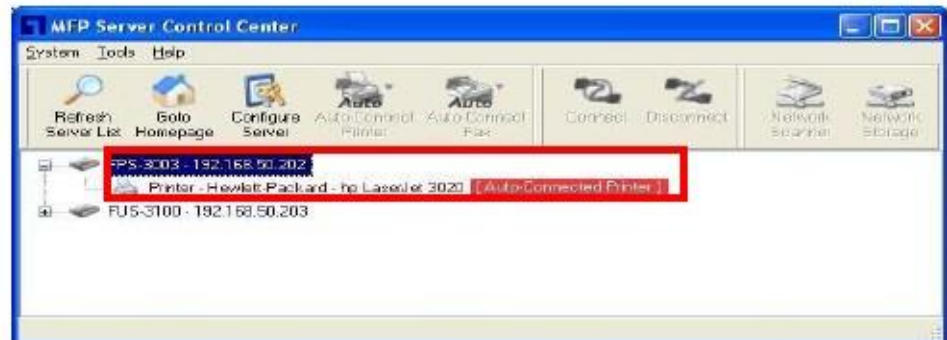 MFP Server Control Center
System Tools Help
Refresh Server List
Goto Homepage
Configure Server
Auto
Auto-Connect Printer
Auto
Auto-Connect Fax
Connect
Disconnect
Network Scanner
Network Storage
FPS-3003 - 192.168.50.202
Printer - Hewlett-Packard - hp LaserJet 3020 [ Auto-Connected Printer ]
FUS-3100 - 192.168.50.203